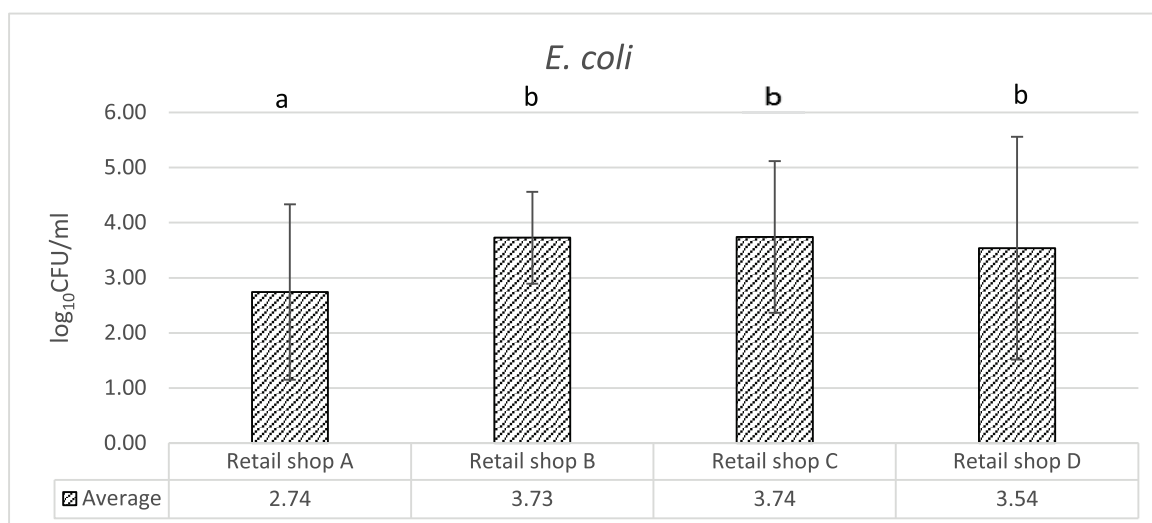 E. coli
a b b b
6.00
5.00
4.00
3.00
2.00
1.00
0.00
log₁₀CFU/ml
Retail shop A Retail shop B Retail shop C Retail shop D
Average 2.74 3.73 3.74 3.54